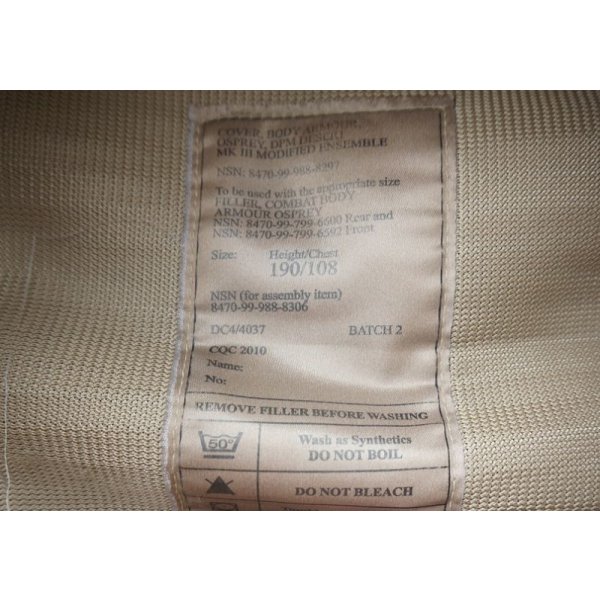 COVER, BODY ARMOUR,
OSPREY, DPM DESERT
MK III MODIFIED ENSEMBLE
NSN: 8470-99-988-8297
To be used with the appropriate size
FILLER, COMBAT BODY
ARMOUR OSPREY
NSN: 8470-99-799-6600 Rear and
NSN: 8470-99-799-6592 Front
Size: Height/Chest
190/108
NSN (for assembly item)
8470-99-988-8306
DC4/4037 BATCH 2
CQC 2010
Name:
No:
REMOVE FILLER BEFORE WASHING
50° Wash as Synthetics
DO NOT BOIL
DO NOT BLEACH